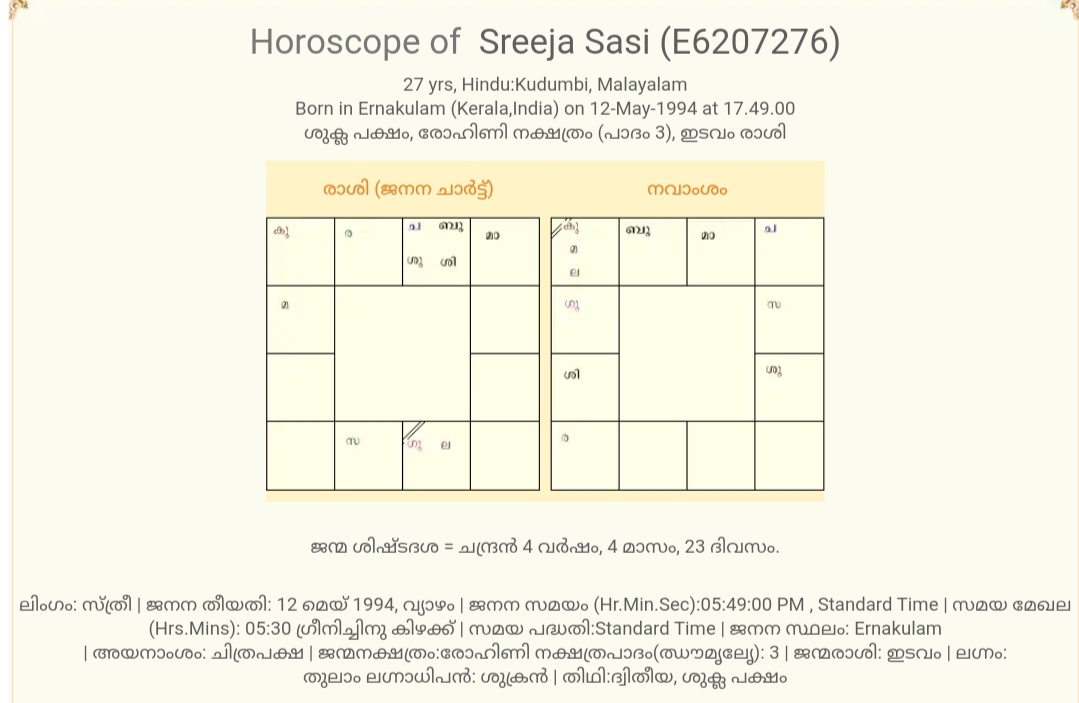 Horoscope of Sreeja Sasi (E6207276)
27 yrs, Hindu:Kudumbi, Malayalam
Born in Ernakulam (Kerala,India) on 12-May-1994 at 17.49.00
ശുക്ല പക്ഷം, രോഹിണി നക്ഷത്രം (പാദം 3), ഇടവം രാശി
രാശി (ജനന ചാർട്ട്) നവാംശം
കു ര ച ബു മാ കു ബു മാ ച
ശു ശി മ
ല
മ ഗു സ
ശി ശു
സ ഗു ല ര
ജന്മ ശിഷ്ടദശ = ചന്ദ്രൻ 4 വർഷം, 4 മാസം, 23 ദിവസം.
ലിംഗം: സ്ത്രീ | ജനന തീയതി: 12 മെയ് 1994, വ്യാഴം | ജനന സമയം (Hr.Min.Sec):05:49:00 PM , Standard Time | സമയ മേഖല
(Hrs.Mins): 05:30 ഗ്രീനിച്ചിനു കിഴക്ക് | സമയ പദ്ധതി:Standard Time | ജനന സ്ഥലം: Ernakulam
| അയനാംശം: ചിത്രപക്ഷ | ജന്മനക്ഷത്രം:രോഹിണി നക്ഷത്രപാദം(ഝൗമൃല്യേ): 3 | ജന്മരാശി: ഇടവം | ലഗ്നം:
തുലാം ലഗ്നാധിപൻ: ശുക്രൻ | തിഥി:ദ്വിതീയ, ശുക്ല പക്ഷം